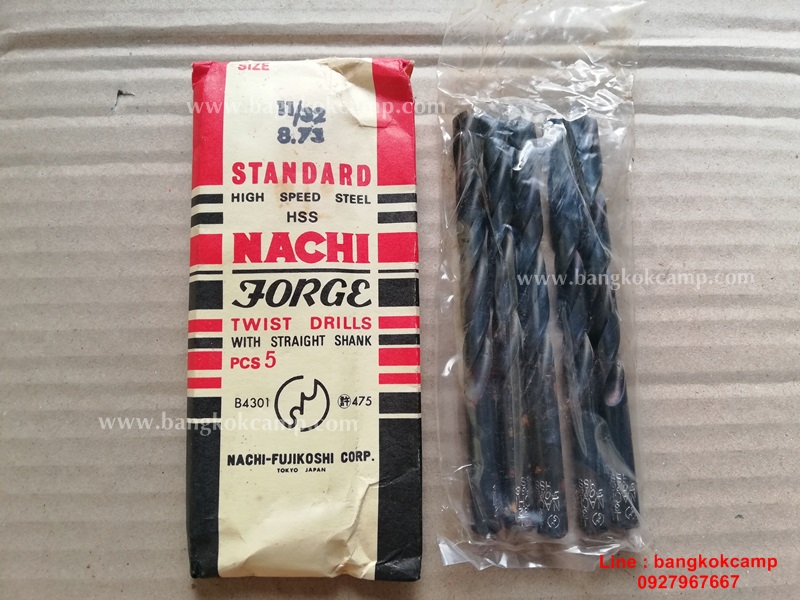 SIZE
11/32
8.73
STANDARD
HIGH SPEED STEEL
HSS
NACHI
FORGE
TWIST DRILLS
WITH STRAIGHT SHANK
PCS 5
B4301
475
NACHI-FUJIKOSHI CORP.
TOKYO JAPAN
www.bangkokcamp.com
www.bangkokcamp.com
www.bangkokcamp.com
Line : bangkokcamp
0927967667